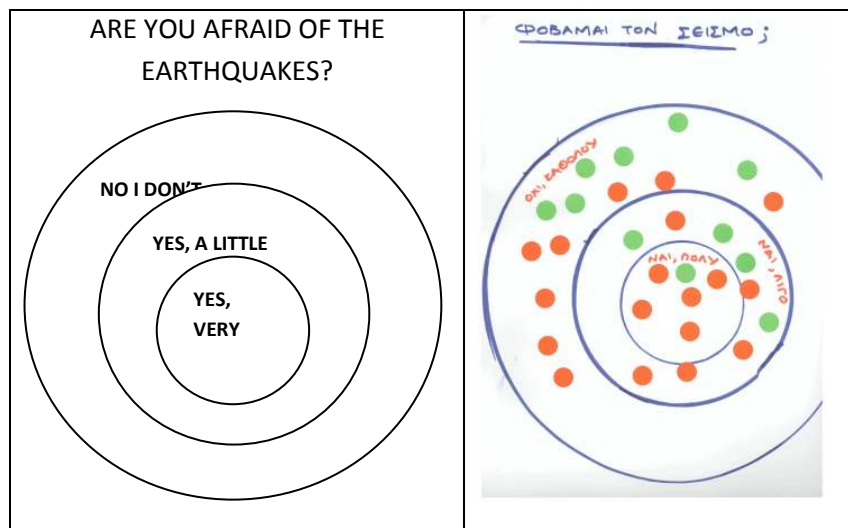 ARE YOU AFRAID OF THE
EARTHQUAKES?
NO I DON'T
YES, A LITTLE
YES,
VERY
ΦΟΒΑΜΑΙ ΤΟΝ ΣΕΙΣΜΟ;
ΟΧΙ, ΚΑΘΟΛΟΥ
ΝΑΙ, ΛΙΓΟ
ΝΑΙ, ΠΟΛΥ